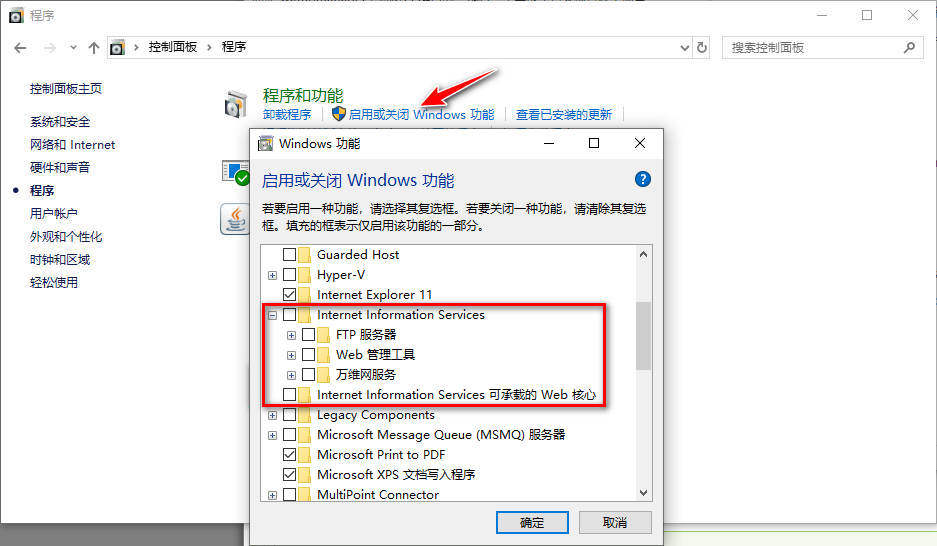 程序
控制面板 程序
搜索控制面板
控制面板主页
系统和安全
网络和 Internet
硬件和声音
程序
用户帐户
外观和个性化
时钟和区域
轻松使用
程序和功能
卸载程序 启用或关闭 Windows 功能 查看已安装的更新
Windows 功能
启用或关闭 Windows 功能
若要启用一种功能，请选择其复选框。若要关闭一种功能，请清除其复选
框。填充的框表示仅启用该功能的一部分。
Guarded Host
Hyper-V
Internet Explorer 11
Internet Information Services
FTP 服务器
Web 管理工具
万维网服务
Internet Information Services 可承载的 Web 核心
Legacy Components
Microsoft Message Queue (MSMQ) 服务器
Microsoft Print to PDF
Microsoft XPS 文档写入程序
MultiPoint Connector
确定 取消